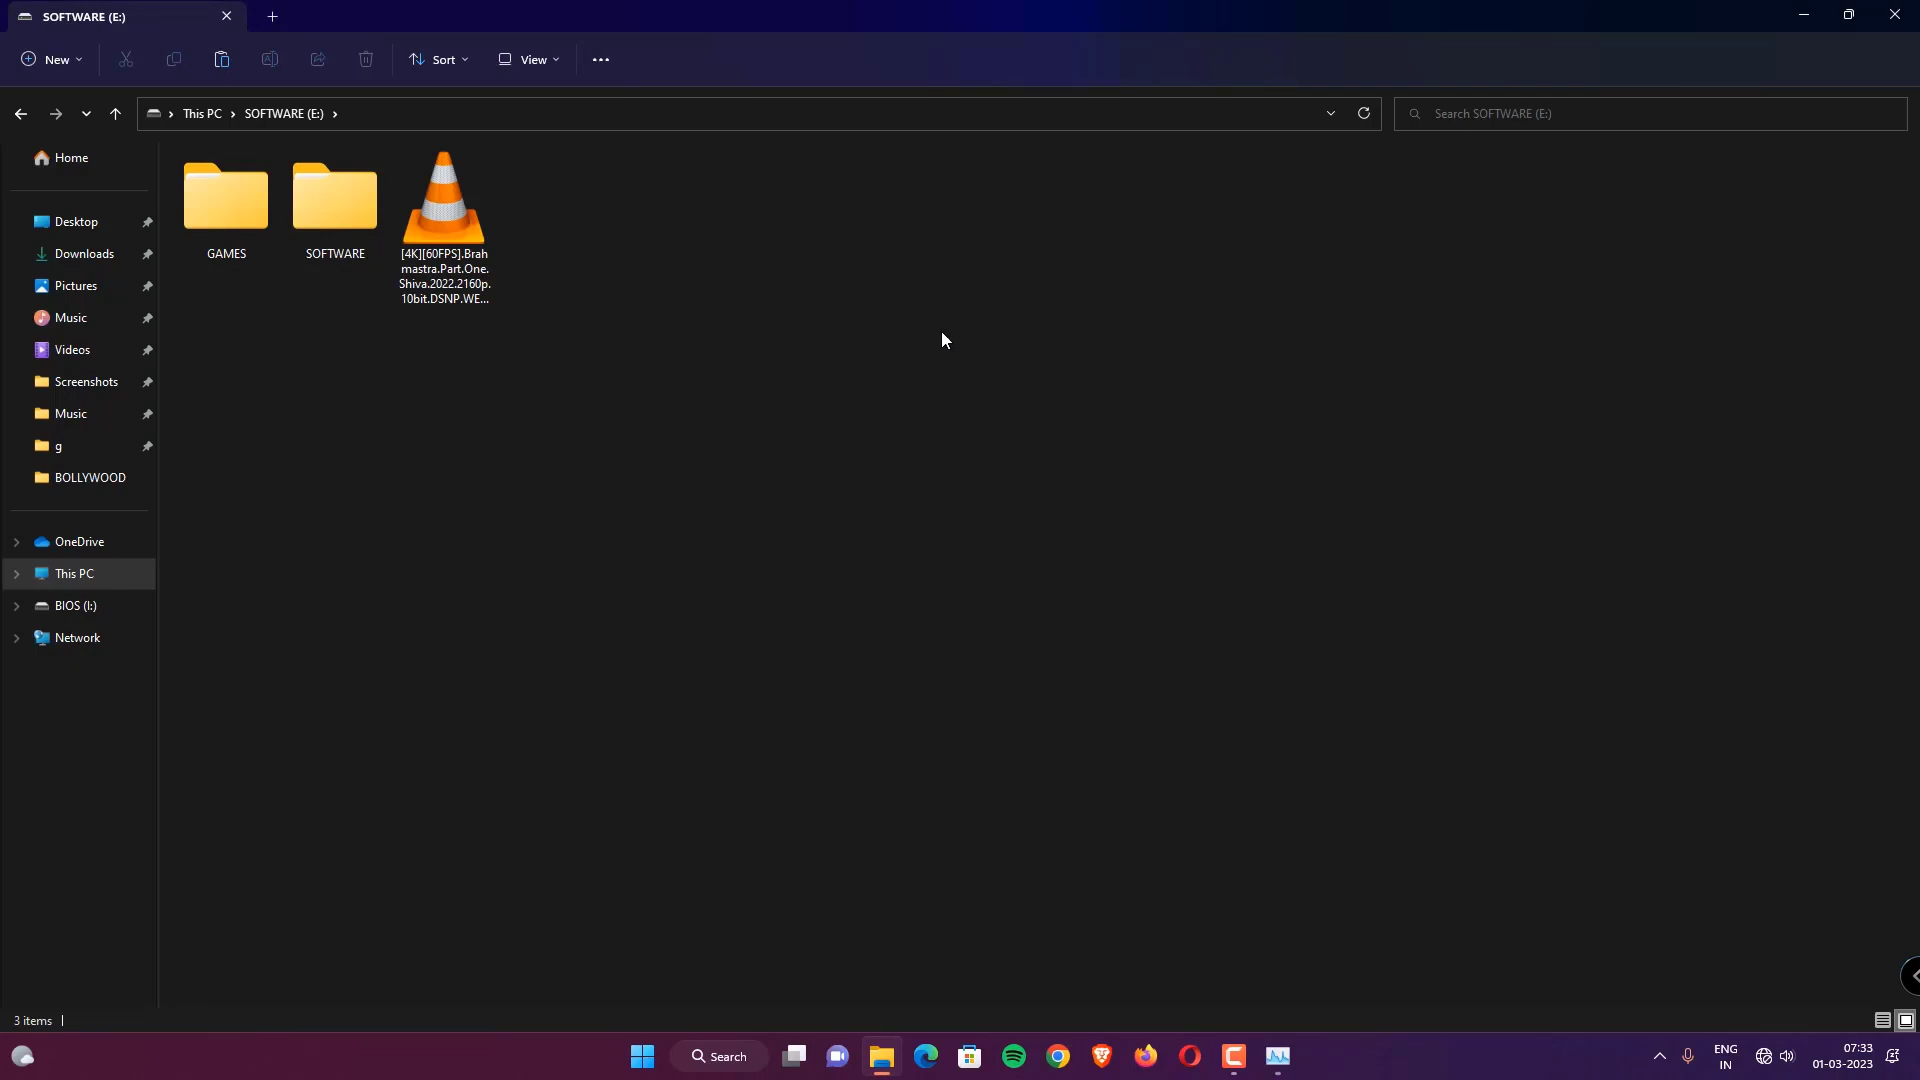 SOFTWARE (E:)
New
Sort
View
This PC
SOFTWARE (E:)
Search SOFTWARE (E:)
Home
Desktop
Downloads
Pictures
Music
Videos
Screenshots
Music
g
BOLLYWOOD
OneDrive
This PC
BIOS (I:)
Network
GAMES
SOFTWARE
[4K][60FPS].Brah
mastra.Part.One.
Shiva.2022.2160p.
10bit.DSNP.WE...
3 items
Search
ENG
IN
07:33
01-03-2023